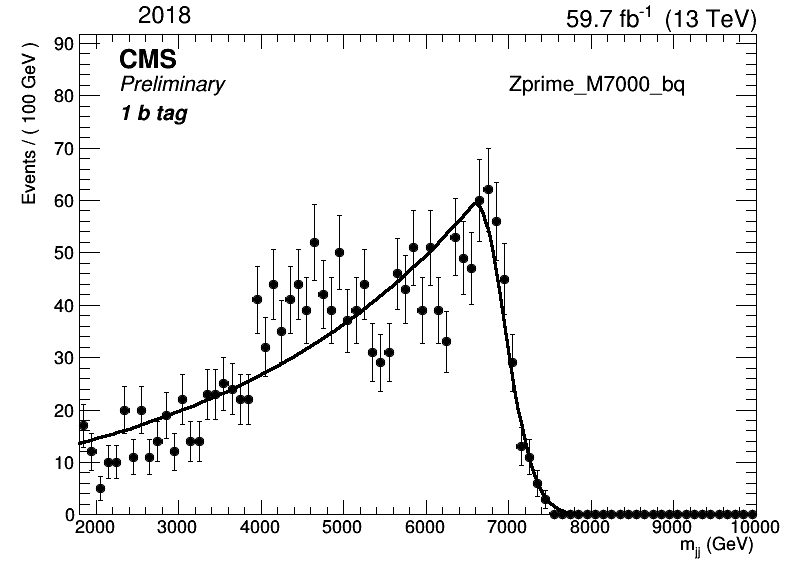 2018
59.7 fb-1 (13 TeV)
CMS
Preliminary
1 b tag
Zprime_M7000_bq
Events / ( 100 GeV )
90
80
70
60
50
40
30
20
10
0
2000 3000 4000 5000 6000 7000 8000 9000 10000
mjj (GeV)